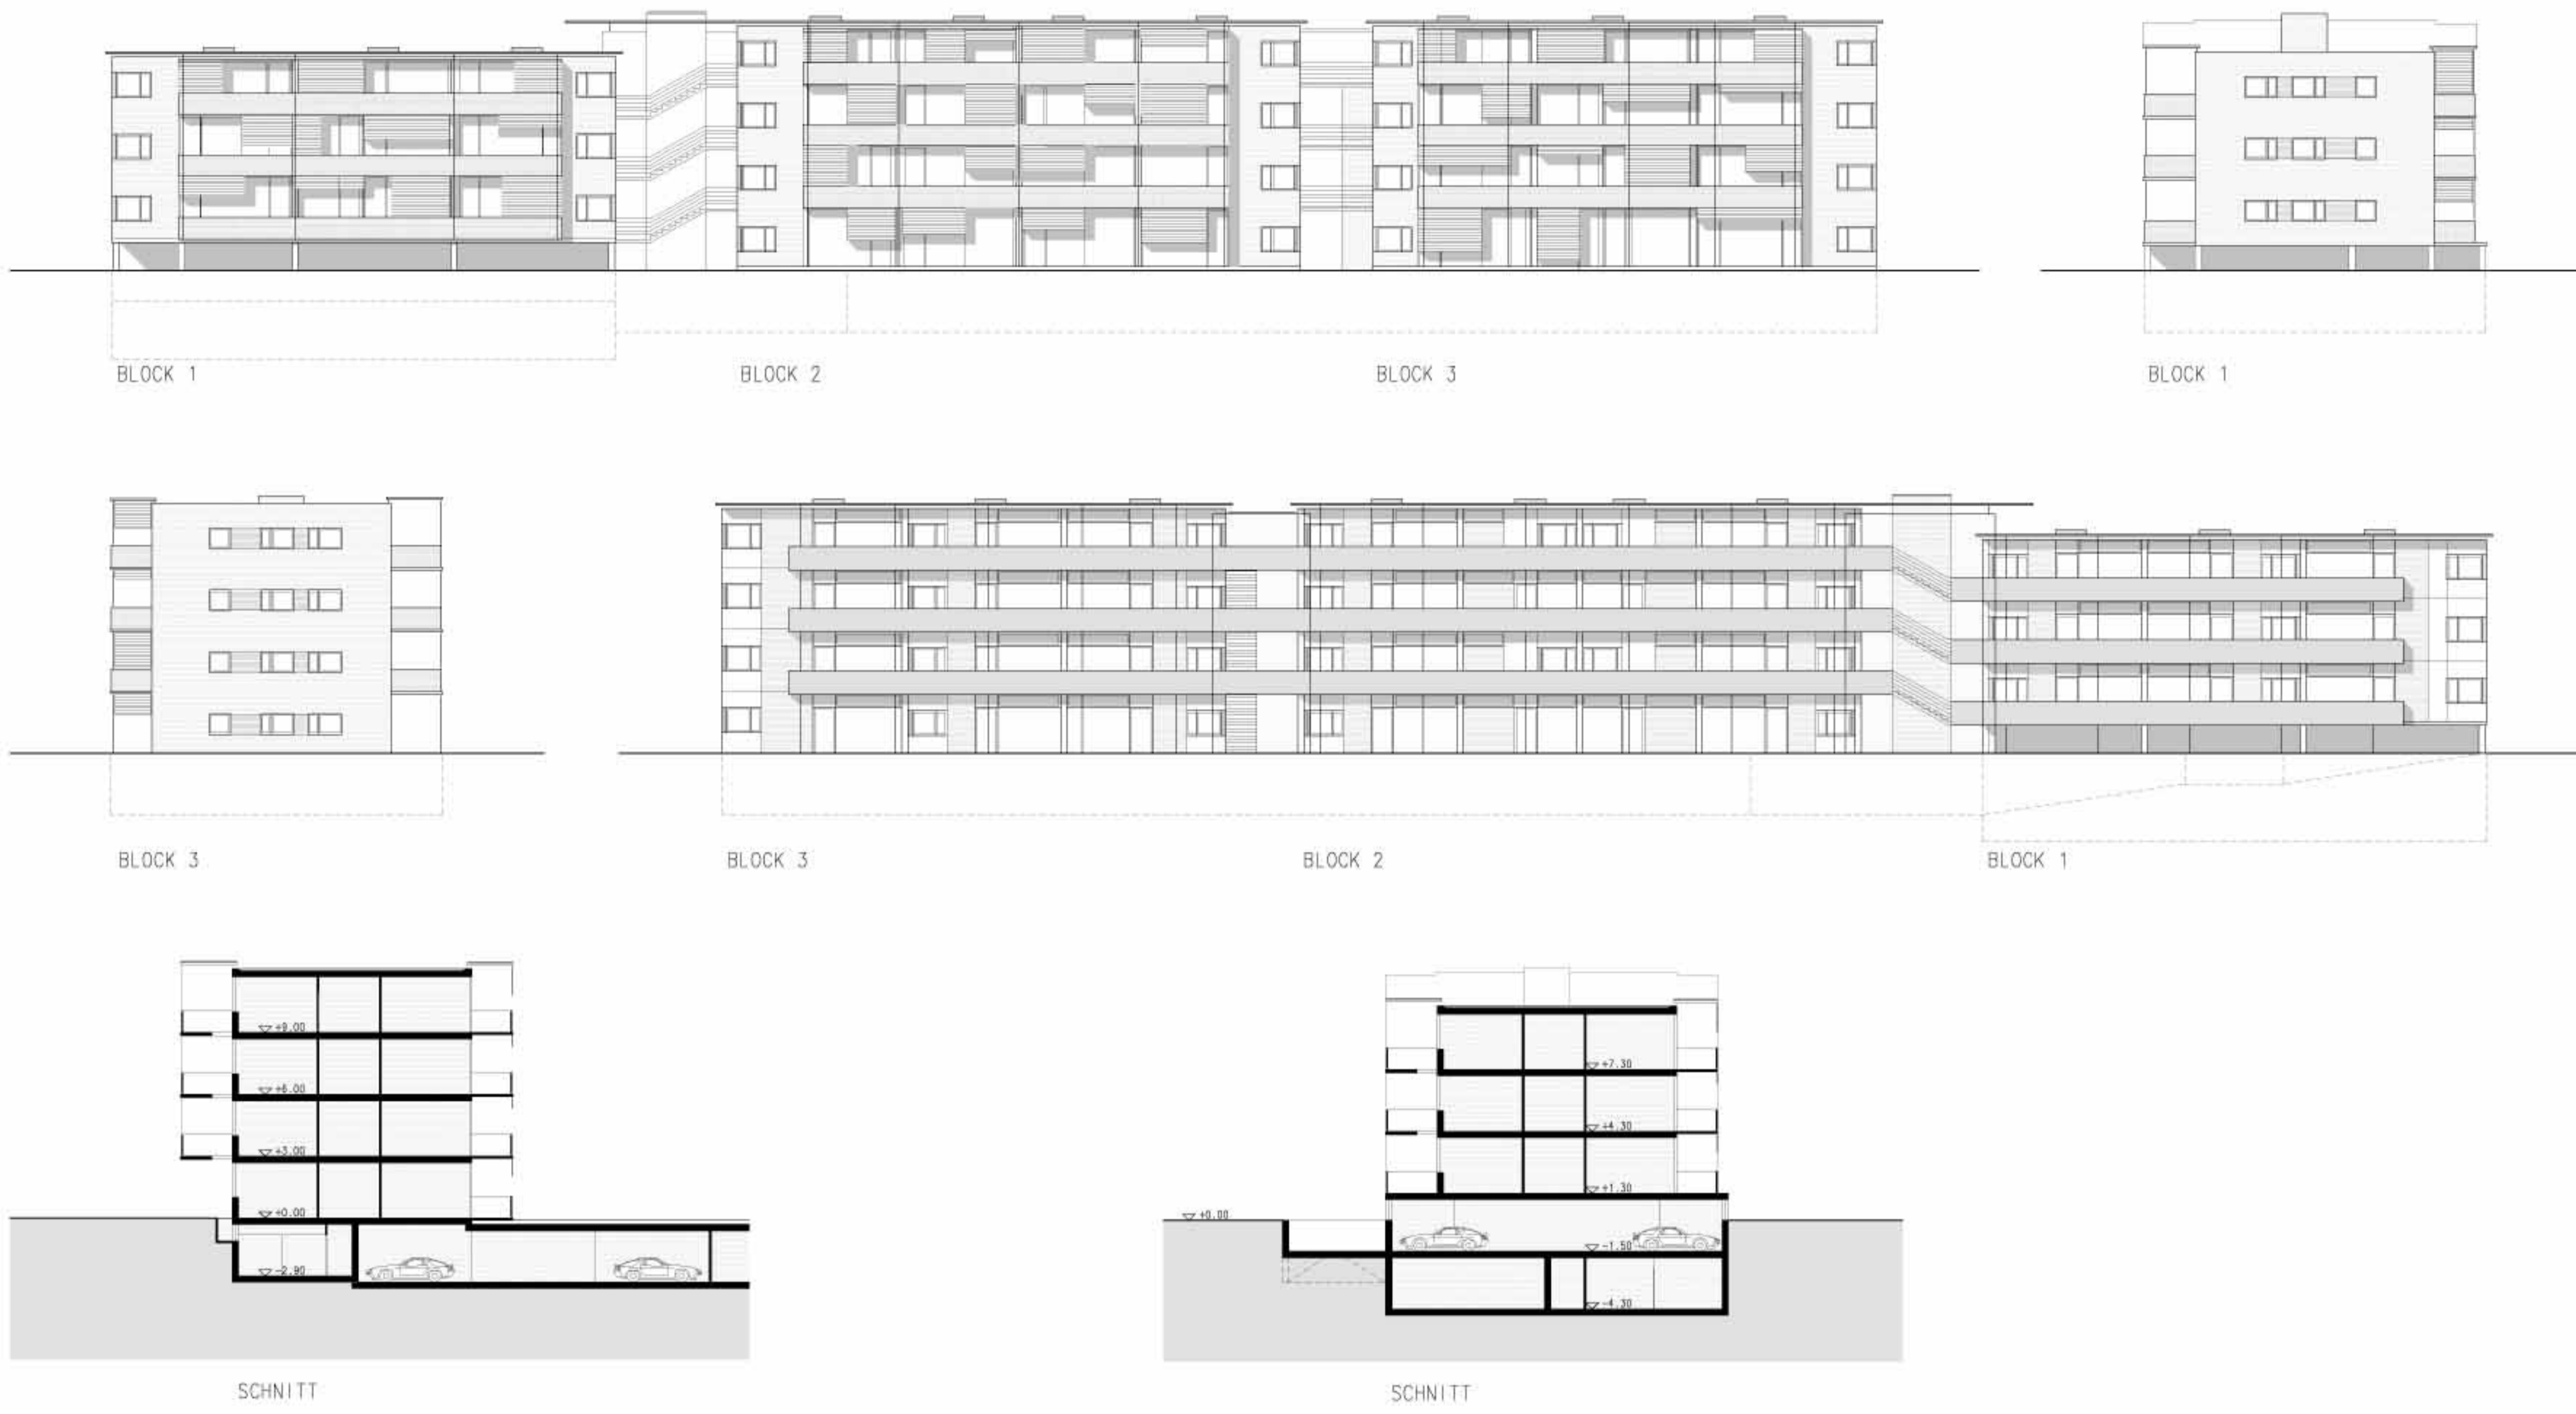 BLOCK 1
BLOCK 2
BLOCK 3
BLOCK 1
BLOCK 3
BLOCK 3
BLOCK 2
BLOCK 1
+9.00
+6.00
+3.00
+0.00
-2.90
SCHNITT
+7.30
+4.30
+1.30
+0.00
-1.50
-4.30
SCHNITT